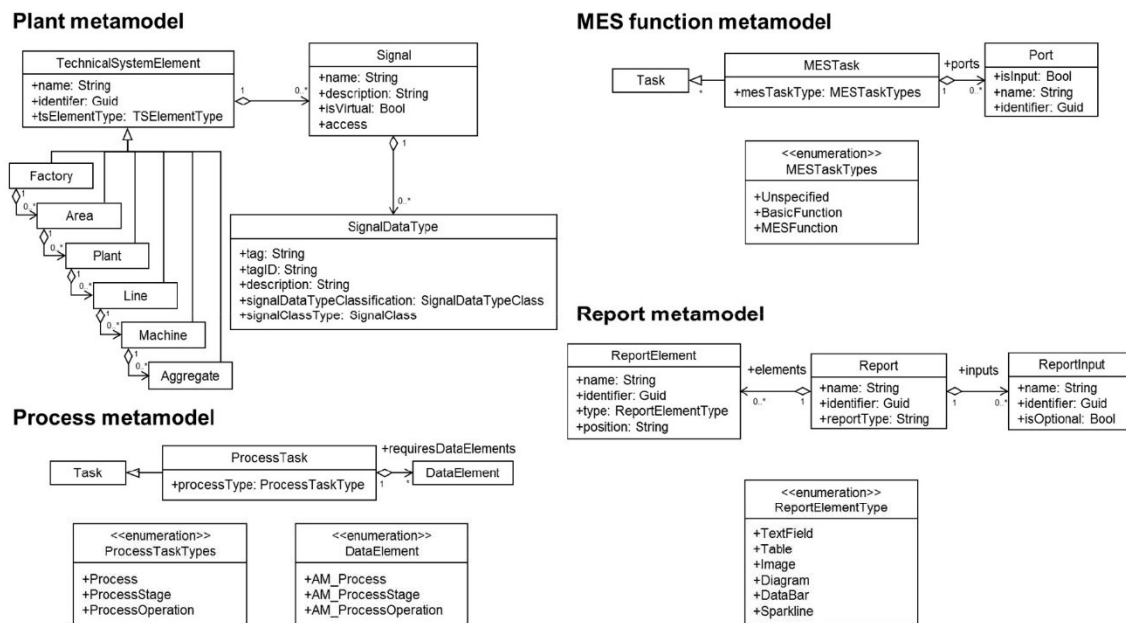 Plant metamodel
TechnicalSystemElement
+name: String
+identifer: Guid
+tsElementType: TSElementType
1
0..*
Signal
+name: String
+description: String
+isVirtual: Bool
+access
1
0..*
Factory
1
0..*
Area
1
0..*
Plant
1
0..*
Line
1
0..*
Machine
1
0..*
Aggregate
SignalDataType
+tag: String
+tagID: String
+description: String
+signalDataTypeClassification: SignalDataTypeClass
+signalClassType: SignalClass
Process metamodel
Task
ProcessTask
+processType: ProcessTaskType
+requiresDataElements
1
*
DataElement
<<enumeration>>
ProcessTaskTypes
+Process
+ProcessStage
+ProcessOperation
<<enumeration>>
DataElement
+AM_Process
+AM_ProcessStage
+AM_ProcessOperation
MES function metamodel
Task
*
MESTask
+mesTaskType: MESTaskTypes
+ports
1
0..*
Port
+isInput: Bool
+name: String
+identifier: Guid
<<enumeration>>
MESTaskTypes
+Unspecified
+BasicFunction
+MESFunction
Report metamodel
ReportElement
+name: String
+identifier: Guid
+type: ReportElementType
+position: String
+elements
0..*
1
Report
+name: String
+identifier: Guid
+reportType: String
+inputs
1
0..*
ReportInput
+name: String
+identifier: Guid
+isOptional: Bool
<<enumeration>>
ReportElementType
+TextField
+Table
+Image
+Diagram
+DataBar
+Sparkline